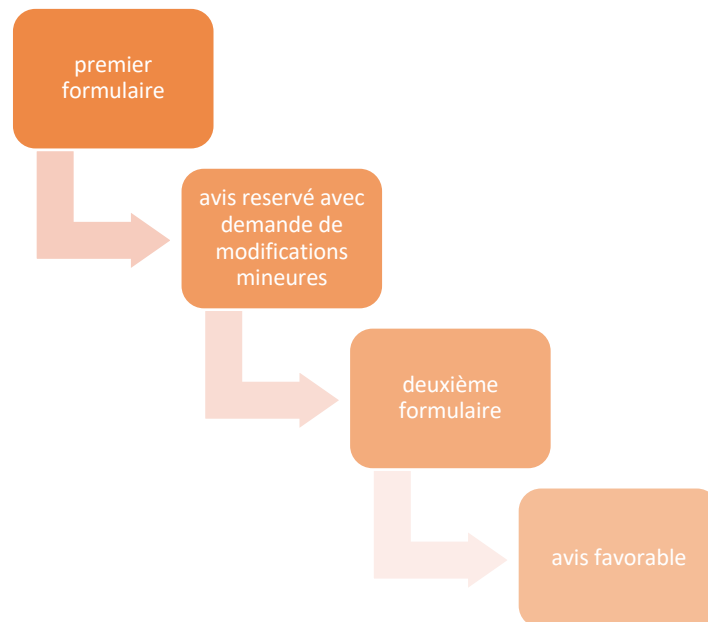 premier
formulaire
avis reservé avec
demande de
modifications
mineures
deuxième
formulaire
avis favorable